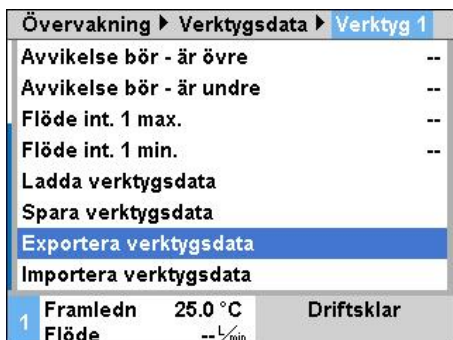 Övervakning ▶ Verktygsdata ▶ Verktyg 1
Avvikelse bör - är övre --
Avvikelse bör - är undre --
Flöde int. 1 max. --
Flöde int. 1 min. --
Ladda verktygsdata
Spara verktygsdata
Exportera verktygsdata
Importera verktygsdata
1 Framledn 25.0 °C Driftsklar
Flöde -- L/min